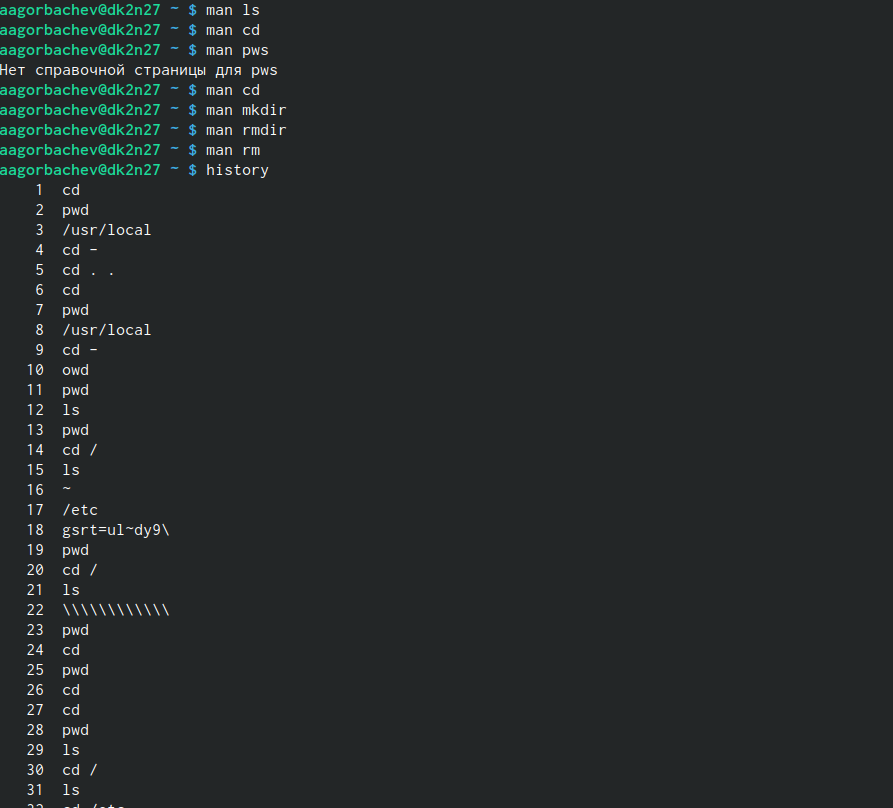 aagorbachev@dk2n27 ~ $ man ls
aagorbachev@dk2n27 ~ $ man cd
aagorbachev@dk2n27 ~ $ man pws
Нет справочной страницы для pws
aagorbachev@dk2n27 ~ $ man cd
aagorbachev@dk2n27 ~ $ man mkdir
aagorbachev@dk2n27 ~ $ man rmdir
aagorbachev@dk2n27 ~ $ man rm
aagorbachev@dk2n27 ~ $ history
1 cd
2 pwd
3 /usr/local
4 cd -
5 cd . .
6 cd
7 pwd
8 /usr/local
9 cd -
10 owd
11 pwd
12 ls
13 pwd
14 cd /
15 ls
16 ~
17 /etc
18 gsrt=ul~dy9\
19 pwd
20 cd /
21 ls
22 \\\\\\\\\\\\
23 pwd
24 cd
25 pwd
26 cd
27 cd
28 pwd
29 ls
30 cd /
31 ls
32 cd /etc